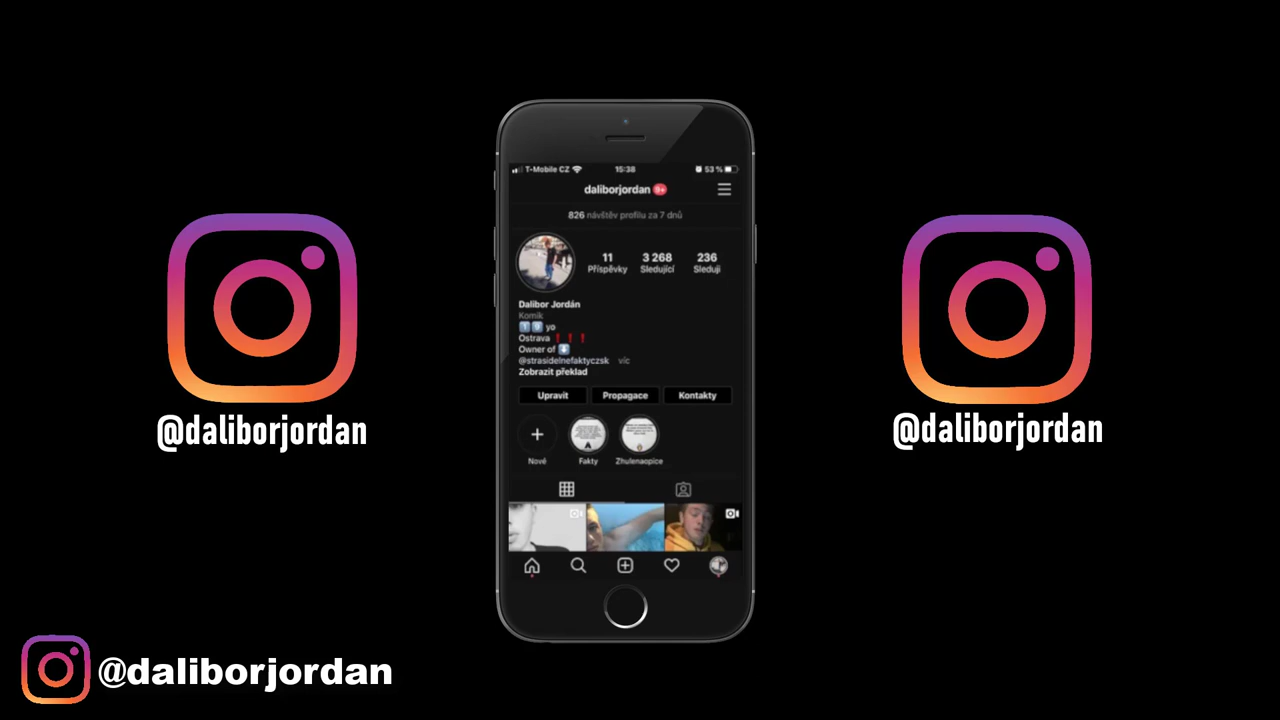 T-Mobile CZ 15:38 53 %
daliborjordan 9+
826 návštěv profilu za 7 dnů
11 3 268 236
Příspěvky Sledující Sleduji
Dalibor Jordán
Komik
19 yo
Ostrava ❗❗❗
Owner of ⬇️
@strasidelnefaktyczsk víc
Zobrazit překlad
Upravit Propagace Kontakty
Nové Fakty Zhulenaopice
@daliborjordan
@daliborjordan
@daliborjordan